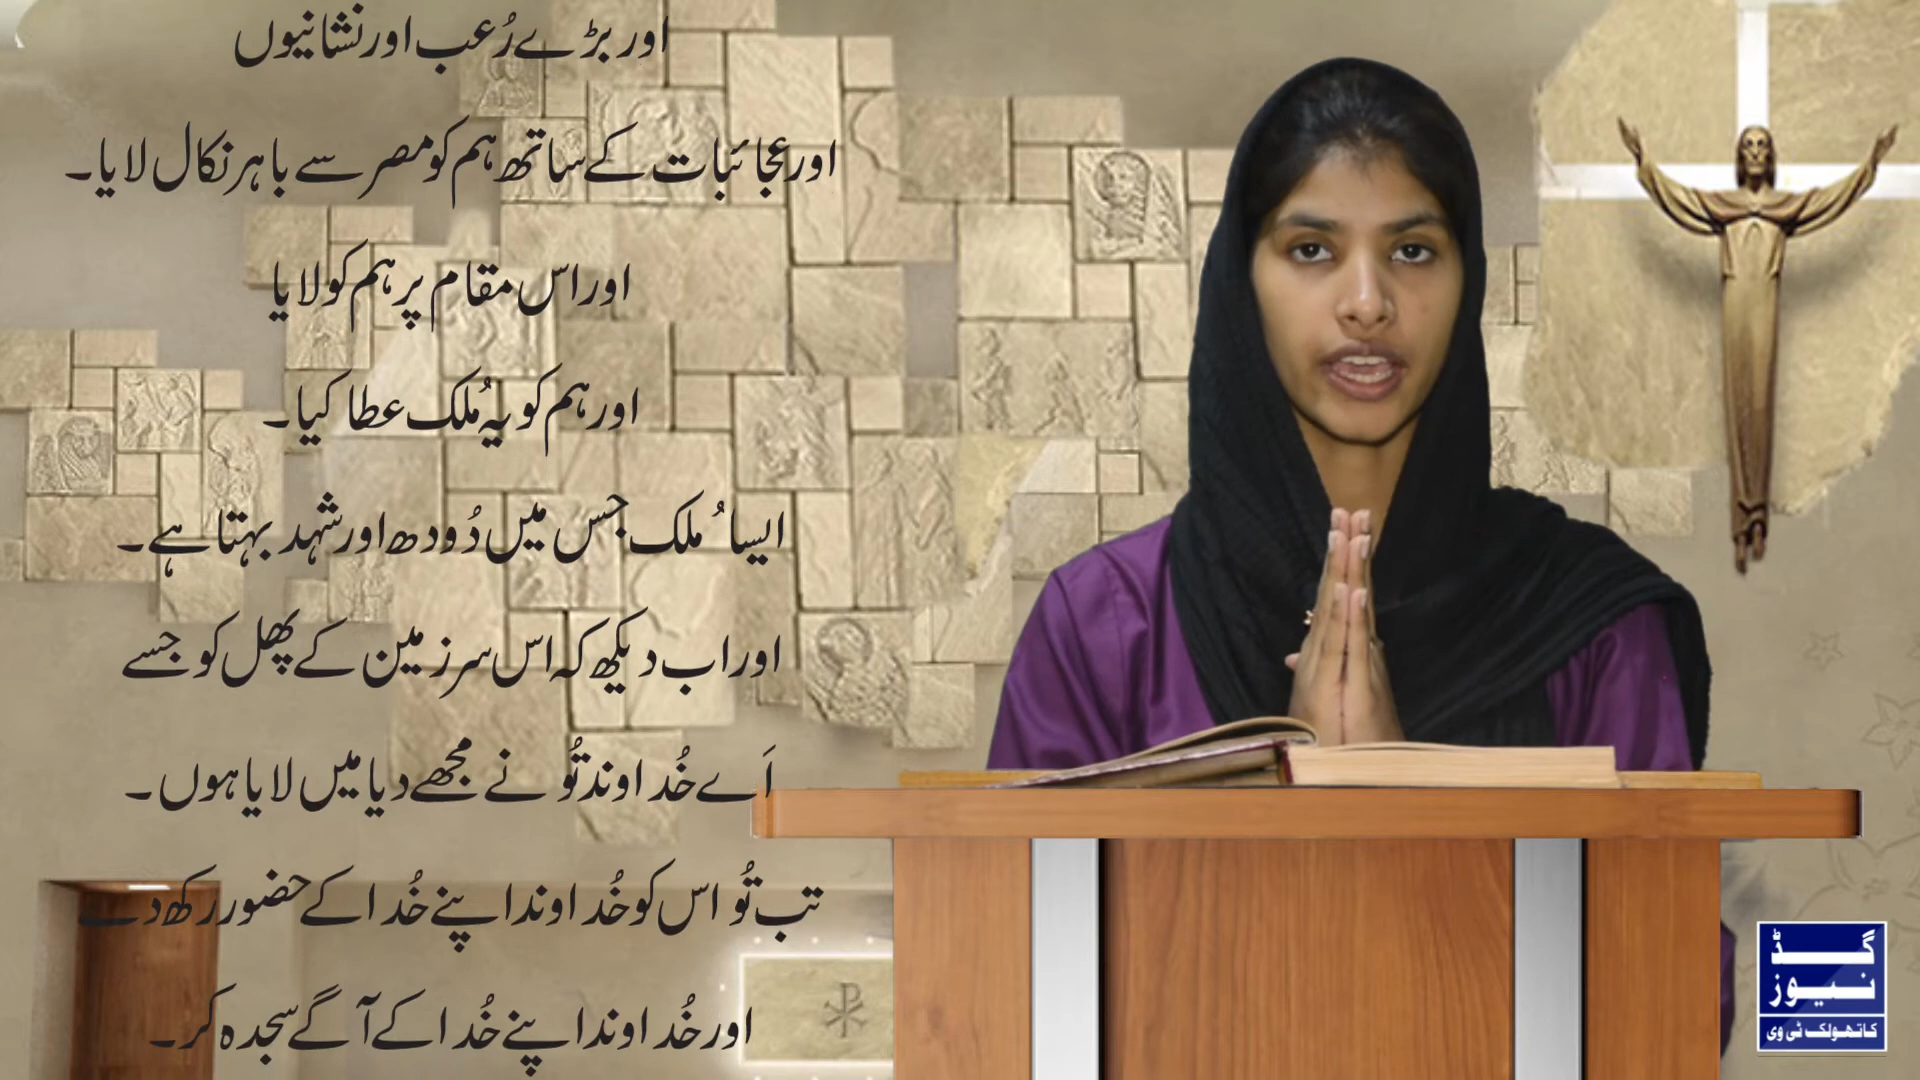 اور بڑے رُعب اور نشانیوں
اور عجائبات کے ساتھ ہم کو مصر سے باہر نکال لایا۔
اور اس مقام پر ہم کو لایا
اور ہم کو یہ مُلک عطا کیا۔
ایسا ُ ملک جس میں دُودھ اور شہد بہتا ہے۔
اور اب دیکھ کہ اس سرزمین کے پھل کو جسے
اَے خُداوند تُو نے مجھے دیا میں لایا ہوں۔
تب تُو اس کو خُداوند اپنے خُدا کے حضور رکھ دے
اور خُداوند اپنے خُدا کے آگے سجدہ کر۔
گڈ
نیوز
کاتھولک ٹی وی